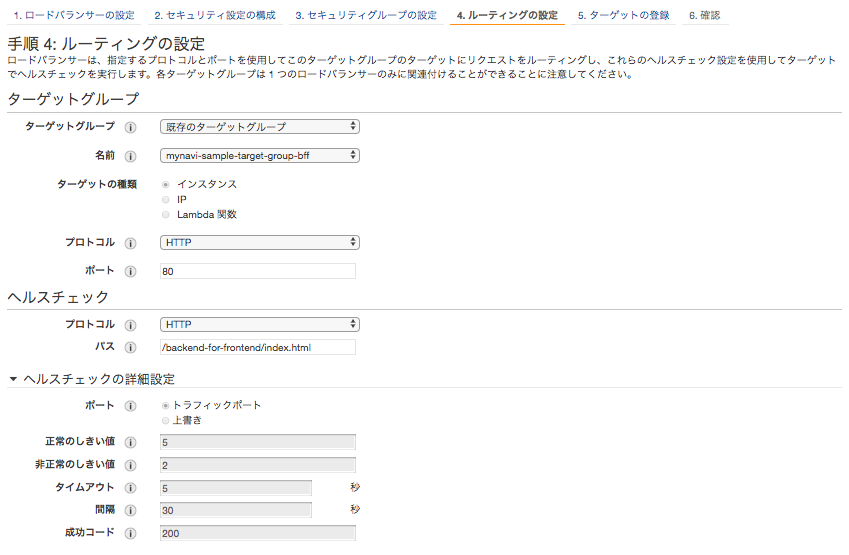 1. ロードバランサーの設定 2. セキュリティ設定の構成 3. セキュリティグループの設定 4. ルーティングの設定 5. ターゲットの登録 6. 確認
手順 4: ルーティングの設定
ロードバランサーは、指定するプロトコルとポートを使用してこのターゲットグループのターゲットにリクエストをルーティングし、これらのヘルスチェック設定を使用してターゲット
でヘルスチェックを実行します。各ターゲットグループは 1 つのロードバランサーのみに関連付けることができることに注意してください。
ターゲットグループ
ターゲットグループ i 既存のターゲットグループ
名前 i mynavi-sample-target-group-bff
ターゲットの種類 インスタンス
IP
Lambda 関数
プロトコル i HTTP
ポート i 80
ヘルスチェック
プロトコル i HTTP
パス i /backend-for-frontend/index.html
ヘルスチェックの詳細設定
ポート i トラフィックポート
上書き
正常のしきい値 i 5
非正常のしきい値 i 2
タイムアウト i 5 秒
間隔 i 30 秒
成功コード i 200